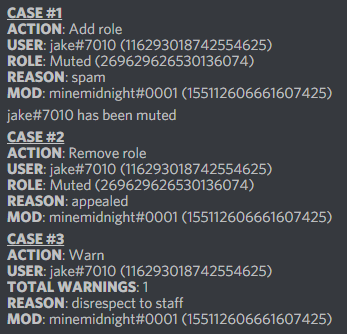 CASE #1
ACTION: Add role
USER: jake#7010 (116293018742554625)
ROLE: Muted (269629626530136074)
REASON: spam
MOD: minemidnight#0001 (155112606661607425)
jake#7010 has been muted
CASE #2
ACTION: Remove role
USER: jake#7010 (116293018742554625)
ROLE: Muted (269629626530136074)
REASON: appealed
MOD: minemidnight#0001 (155112606661607425)
CASE #3
ACTION: Warn
USER: jake#7010 (116293018742554625)
TOTAL WARNINGS: 1
REASON: disrespect to staff
MOD: minemidnight#0001 (155112606661607425)